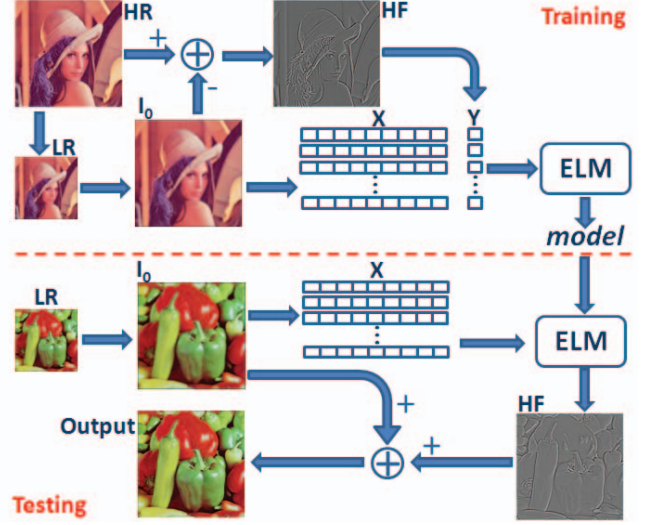 HR
HF
Training
+
-
LR
I₀
X
Y
ELM
model
LR
I₀
X
ELM
+
HF
Output
+
Testing